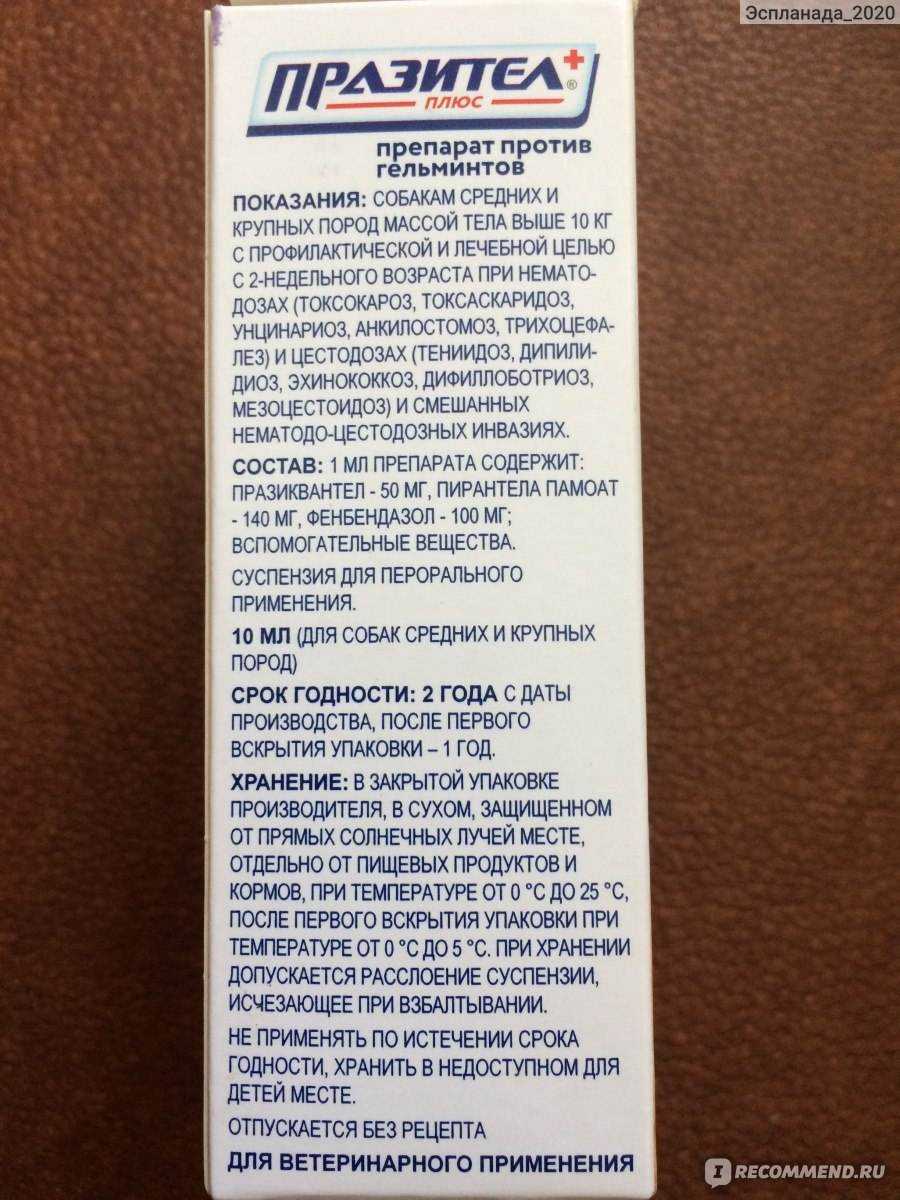 Эспланада_2020
ПРАЗИТЕЛ+®
ПЛЮС
препарат против
гельминтов
ПОКАЗАНИЯ: СОБАКАМ СРЕДНИХ И
КРУПНЫХ ПОРОД МАССОЙ ТЕЛА ВЫШЕ 10 КГ
С ПРОФИЛАКТИЧЕСКОЙ И ЛЕЧЕБНОЙ ЦЕЛЬЮ
С 2-НЕДЕЛЬНОГО ВОЗРАСТА ПРИ НЕМАТО-
ДОЗАХ (ТОКСОКАРОЗ, ТОКСАСКАРИДОЗ,
УНЦИНАРИОЗ, АНКИЛОСТОМОЗ, ТРИХОЦЕФА-
ЛЕЗ) И ЦЕСТОДОЗАХ (ТЕНИИДОЗ, ДИПИЛИ-
ДИОЗ, ЭХИНОКОККОЗ, ДИФИЛЛОБОТРИОЗ,
МЕЗОЦЕСТОИДОЗ) И СМЕШАННЫХ
НЕМАТОДО-ЦЕСТОДОЗНЫХ ИНВАЗИЯХ.
СОСТАВ: 1 МЛ ПРЕПАРАТА СОДЕРЖИТ:
ПРАЗИКВАНТЕЛ - 50 МГ, ПИРАНТЕЛА ПАМОАТ
- 140 МГ, ФЕНБЕНДАЗОЛ - 100 МГ;
ВСПОМОГАТЕЛЬНЫЕ ВЕЩЕСТВА.
СУСПЕНЗИЯ ДЛЯ ПЕРОРАЛЬНОГО
ПРИМЕНЕНИЯ.
10 МЛ (ДЛЯ СОБАК СРЕДНИХ И КРУПНЫХ
ПОРОД)
СРОК ГОДНОСТИ: 2 ГОДА С ДАТЫ
ПРОИЗВОДСТВА, ПОСЛЕ ПЕРВОГО
ВСКРЫТИЯ УПАКОВКИ – 1 ГОД.
ХРАНЕНИЕ: В ЗАКРЫТОЙ УПАКОВКЕ
ПРОИЗВОДИТЕЛЯ, В СУХОМ, ЗАЩИЩЕННОМ
ОТ ПРЯМЫХ СОЛНЕЧНЫХ ЛУЧЕЙ МЕСТЕ,
ОТДЕЛЬНО ОТ ПИЩЕВЫХ ПРОДУКТОВ И
КОРМОВ, ПРИ ТЕМПЕРАТУРЕ ОТ 0 °С ДО 25 °С,
ПОСЛЕ ПЕРВОГО ВСКРЫТИЯ УПАКОВКИ ПРИ
ТЕМПЕРАТУРЕ ОТ 0 °С ДО 5 °С. ПРИ ХРАНЕНИИ
ДОПУСКАЕТСЯ РАССЛОЕНИЕ СУСПЕНЗИИ,
ИСЧЕЗАЮЩЕЕ ПРИ ВЗБАЛТЫВАНИИ.
НЕ ПРИМЕНЯТЬ ПО ИСТЕЧЕНИИ СРОКА
ГОДНОСТИ, ХРАНИТЬ В НЕДОСТУПНОМ ДЛЯ
ДЕТЕЙ МЕСТЕ.
ОТПУСКАЕТСЯ БЕЗ РЕЦЕПТА
ДЛЯ ВЕТЕРИНАРНОГО ПРИМЕНЕНИЯ
IRECOMMEND.RU